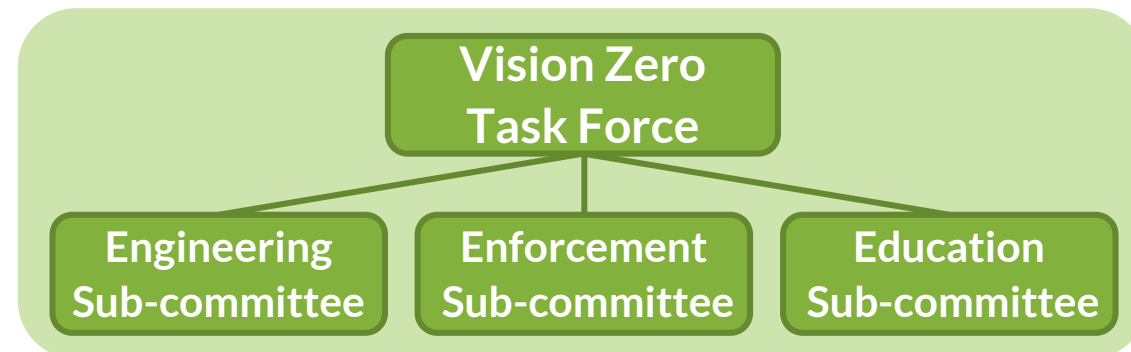 Vision Zero
Task Force
Engineering
Sub-committee
Enforcement
Sub-committee
Education
Sub-committee